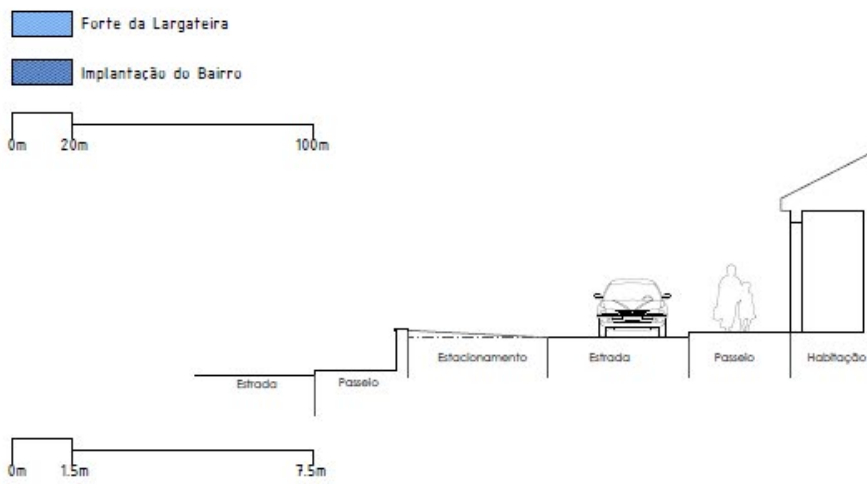 Forte da Largateira
Implantação do Bairro
0m 20m 100m
Estacionamento Estrada Passeio Habitação
Estrada Passeio
0m 1.5m 7.5m